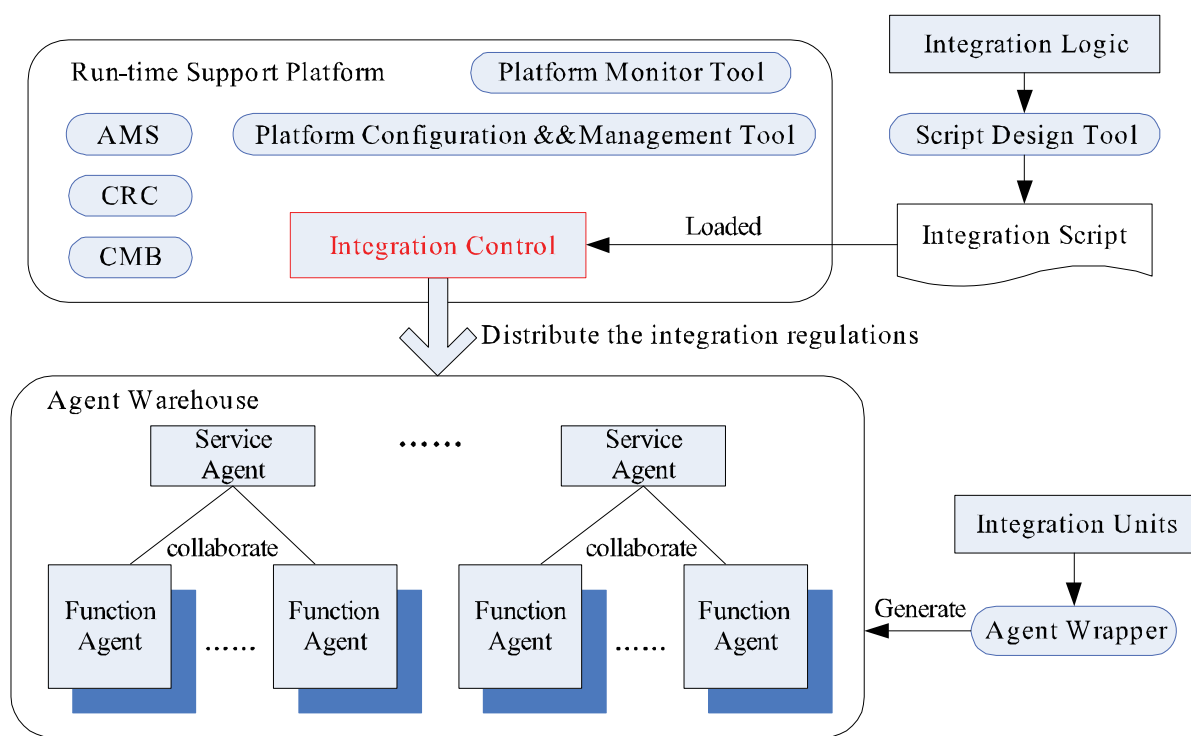 Run-time Support Platform
Platform Monitor Tool
AMS
Platform Configuration &&Management Tool
CRC
CMB
Integration Control
Integration Logic
Script Design Tool
Integration Script
Loaded
Distribute the integration regulations
Agent Warehouse
Service
Agent
......
Service
Agent
collaborate
collaborate
Function
Agent
......
Function
Agent
Function
Agent
......
Function
Agent
Integration Units
Generate
Agent Wrapper